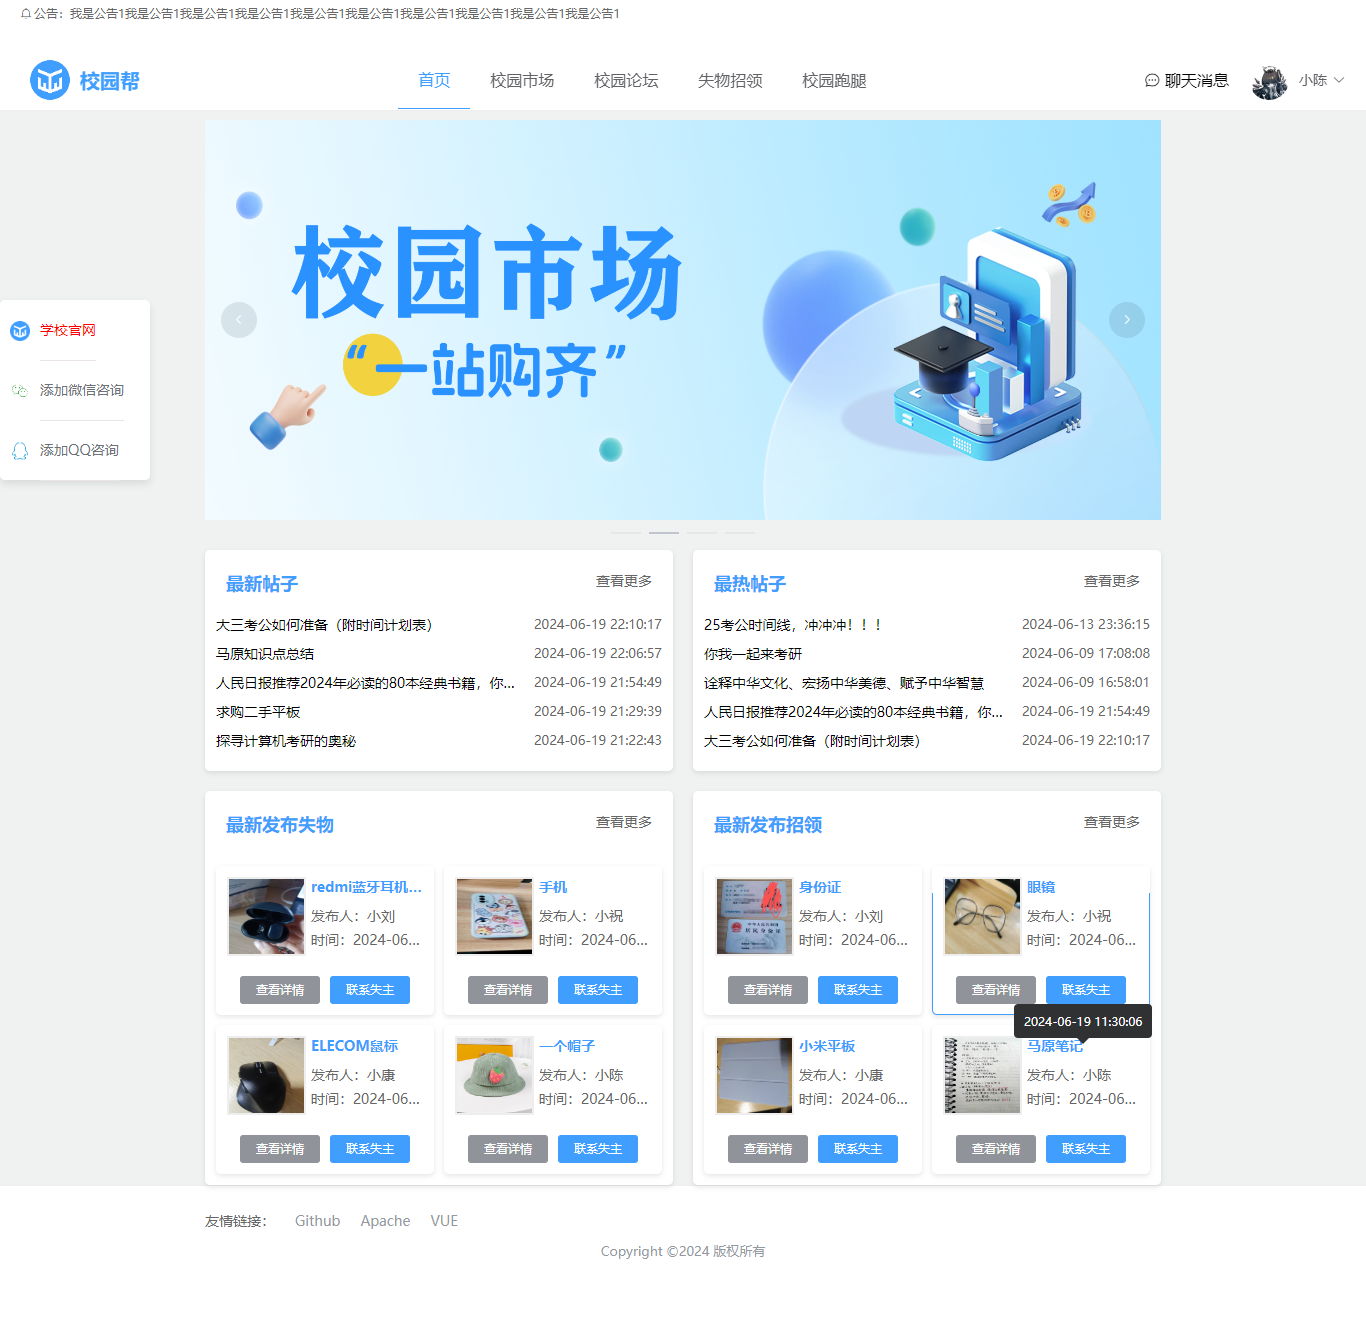 公告：我是公告1我是公告1我是公告1我是公告1我是公告1我是公告1我是公告1我是公告1我是公告1我是公告1
校园帮
首页
校园市场
校园论坛
失物招领
校园跑腿
聊天消息
小陈
校园市场
“一站购齐”
学校官网
添加微信咨询
添加QQ咨询
最新帖子
查看更多
大三考公如何准备（附时间计划表） 2024-06-19 22:10:17
马原知识点总结 2024-06-19 22:06:57
人民日报推荐2024年必读的80本经典书籍，你... 2024-06-19 21:54:49
求购二手平板 2024-06-19 21:29:39
探寻计算机考研的奥秘 2024-06-19 21:22:43
最热帖子
查看更多
25考公时间线，冲冲冲！！！ 2024-06-13 23:36:15
你我一起来考研 2024-06-09 17:08:08
诠释中华文化、宏扬中华美德、赋予中华智慧 2024-06-09 16:58:01
人民日报推荐2024年必读的80本经典书籍，你... 2024-06-19 21:54:49
大三考公如何准备（附时间计划表） 2024-06-19 22:10:17
最新发布失物
查看更多
redmi蓝牙耳机...
发布人：小刘
时间：2024-06...
查看详情
联系失主
手机
发布人：小祝
时间：2024-06...
查看详情
联系失主
ELECOM鼠标
发布人：小康
时间：2024-06...
查看详情
联系失主
一个帽子
发布人：小陈
时间：2024-06...
查看详情
联系失主
最新发布招领
查看更多
身份证
发布人：小刘
时间：2024-06...
查看详情
联系失主
眼镜
发布人：小祝
时间：2024-06...
查看详情
联系失主
2024-06-19 11:30:06
小米平板
发布人：小康
时间：2024-06...
查看详情
联系失主
马原笔记
发布人：小陈
时间：2024-06...
查看详情
联系失主
友情链接：
Github
Apache
VUE
Copyright ©2024 版权所有